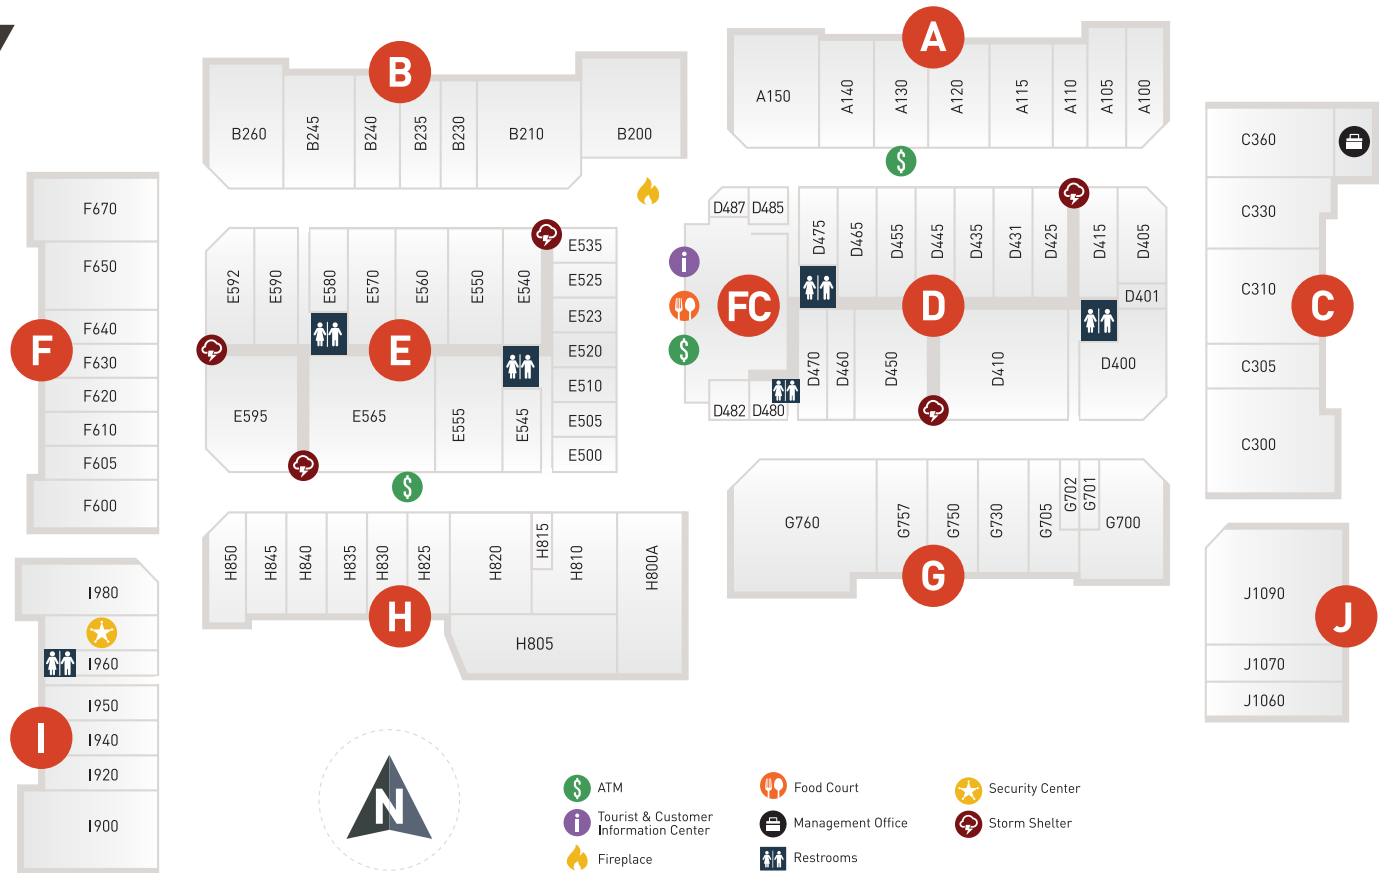 B
B260
B245
B240
B235
B230
B210
B200
A
A150
A140
A130
A120
A115
A110
A105
A100
C360
C330
C310
C305
C300
C
F670
F650
F640
F630
F620
F610
F605
F600
F
E592
E590
E580
E570
E560
E550
E540
E535
E525
E523
E520
E510
E505
E500
E
E595
E565
E555
E545
$
D487
D485
D475
D465
D455
D445
D435
D431
D425
D415
D405
D401
i
$
FC
D
D482
D480
D470
D460
D450
D410
D400
$
H850
H845
H840
H835
H830
H825
H820
H815
H810
H800A
H
H805
G760
G757
G750
G730
G705
G702
G701
G700
G
I980
I960
I950
I940
I920
I900
I
J1090
J1070
J1060
J
N
$ ATM
i Tourist & Customer
Information Center
Fireplace
Food Court
Management Office
Restrooms
Security Center
Storm Shelter